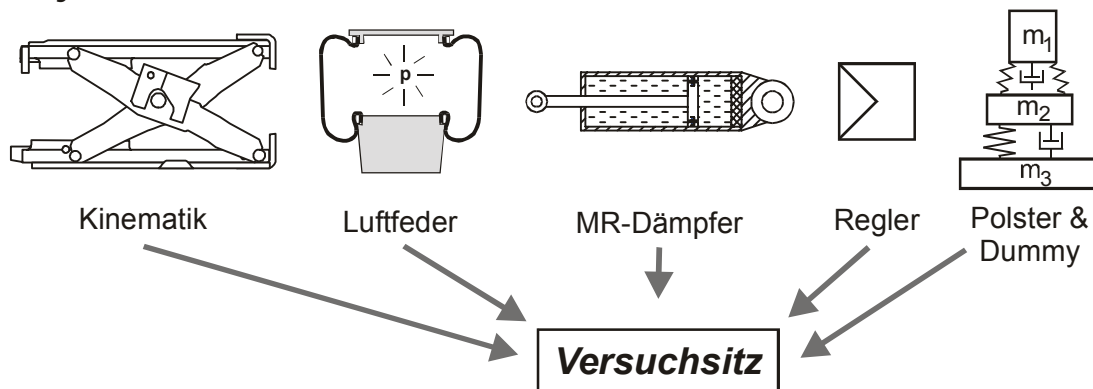 p
m1
m2
m3
Kinematik
Luftfeder
MR-Dämpfer
Regler
Polster &
Dummy
Versuchsitz